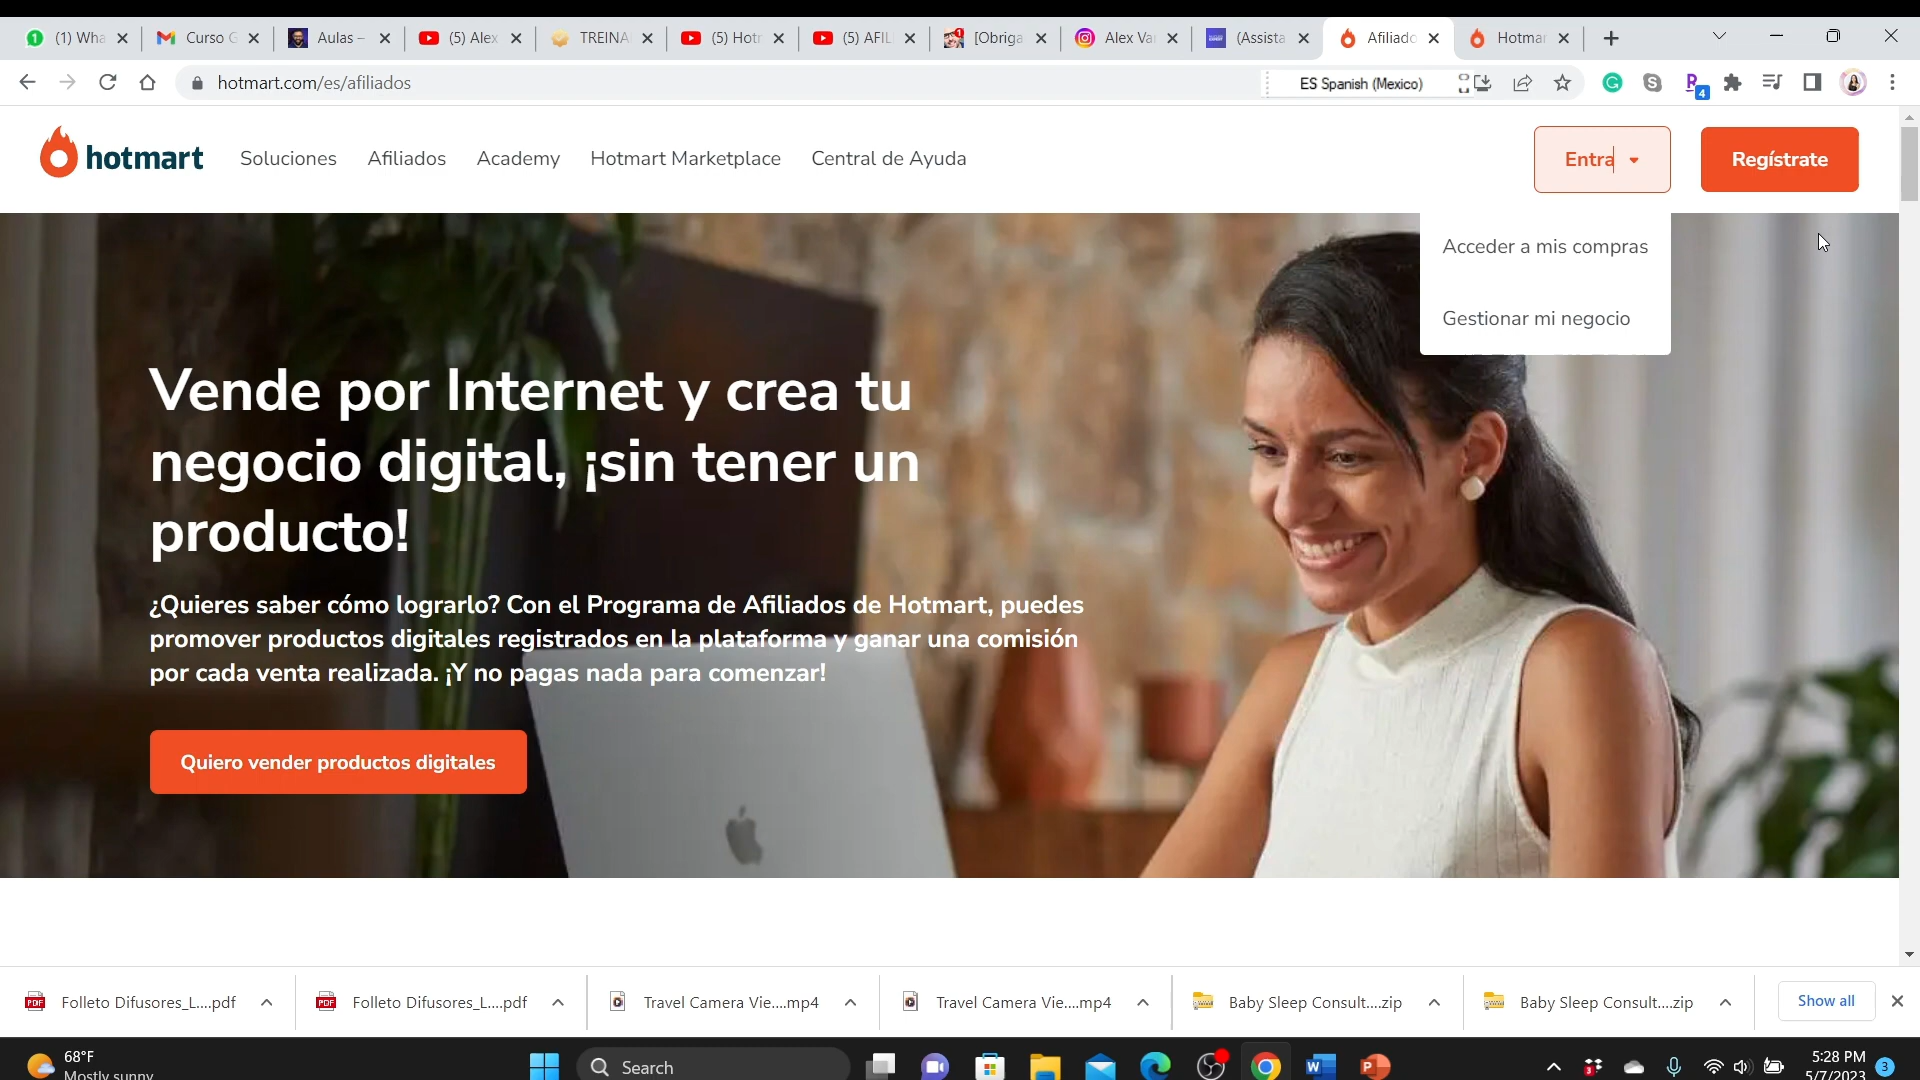 (1) Wha
Curso G
Aulas –
(5) Alex
TREINA
(5) Hotm
(5) AFILI
[Obriga
Alex Va
(Assista
Afiliado
Hotmar
hotmart.com/es/afiliados
ES Spanish (Mexico)
4
hotmart
Soluciones
Afiliados
Academy
Hotmart Marketplace
Central de Ayuda
Entra
Regístrate
Acceder a mis compras
Gestionar mi negocio
Vende por Internet y crea tu
negocio digital, ¡sin tener un
producto!
¿Quieres saber cómo lograrlo? Con el Programa de Afiliados de Hotmart, puedes
promover productos digitales registrados en la plataforma y ganar una comisión
por cada venta realizada. ¡Y no pagas nada para comenzar!
Quiero vender productos digitales
Folleto Difusores_L....pdf
Folleto Difusores_L....pdf
Travel Camera Vie....mp4
Travel Camera Vie....mp4
Baby Sleep Consult....zip
Baby Sleep Consult....zip
Show all
68°F
Mostly sunny
Search
5:28 PM
5/7/2023
3